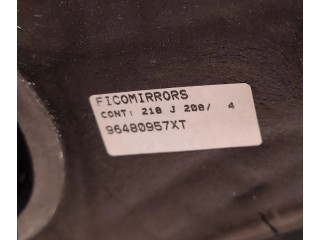 FICOMIRRORS
CONT: 218 J 208/ 4
96480957XT